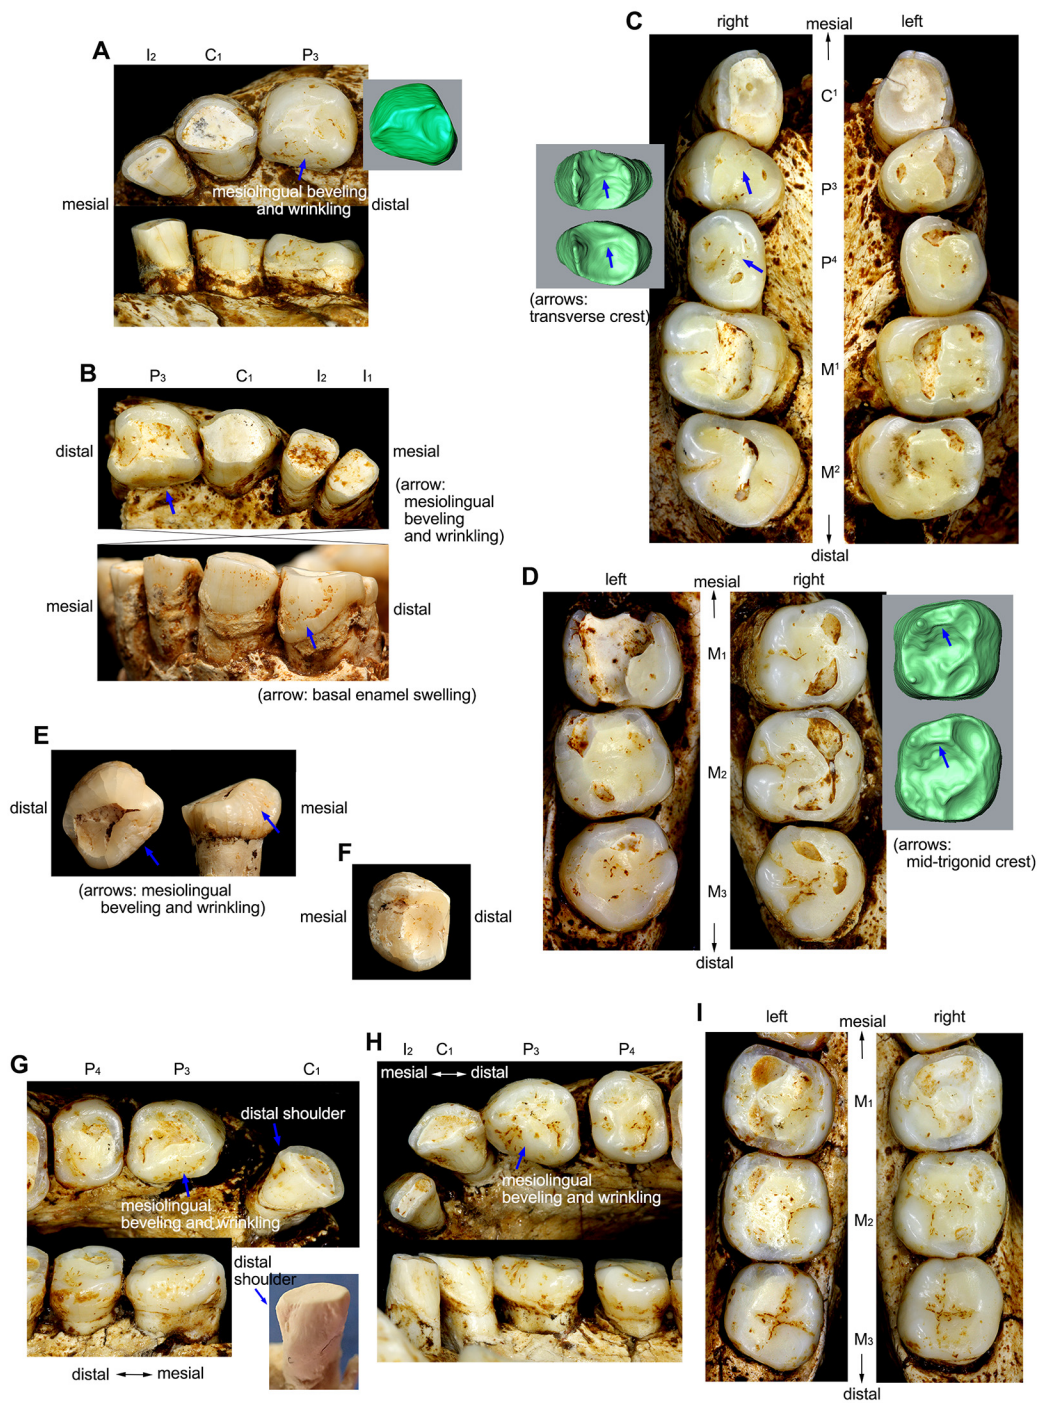 A
I2 C1 P3
mesiolingual beveling
and wrinkling
mesial
distal
B
P3 C1 I2 I1
distal
mesial
(arrow:
mesiolingual
beveling
and wrinkling)
mesial
distal
(arrow: basal enamel swelling)
C
right
mesial
left
C1
P3
P4
M1
M2
distal
(arrows:
transverse crest)
D
left
mesial
right
M1
M2
M3
distal
(arrows:
mid-trigonid crest)
E
distal
mesial
(arrows: mesiolingual
beveling and wrinkling)
F
mesial
distal
G
P4 P3 C1
distal shoulder
mesiolingual
beveling and wrinkling
distal
shoulder
distal mesial
H
I2 C1 P3 P4
mesial distal
mesiolingual
beveling and wrinkling
I
left
mesial
right
M1
M2
M3
distal